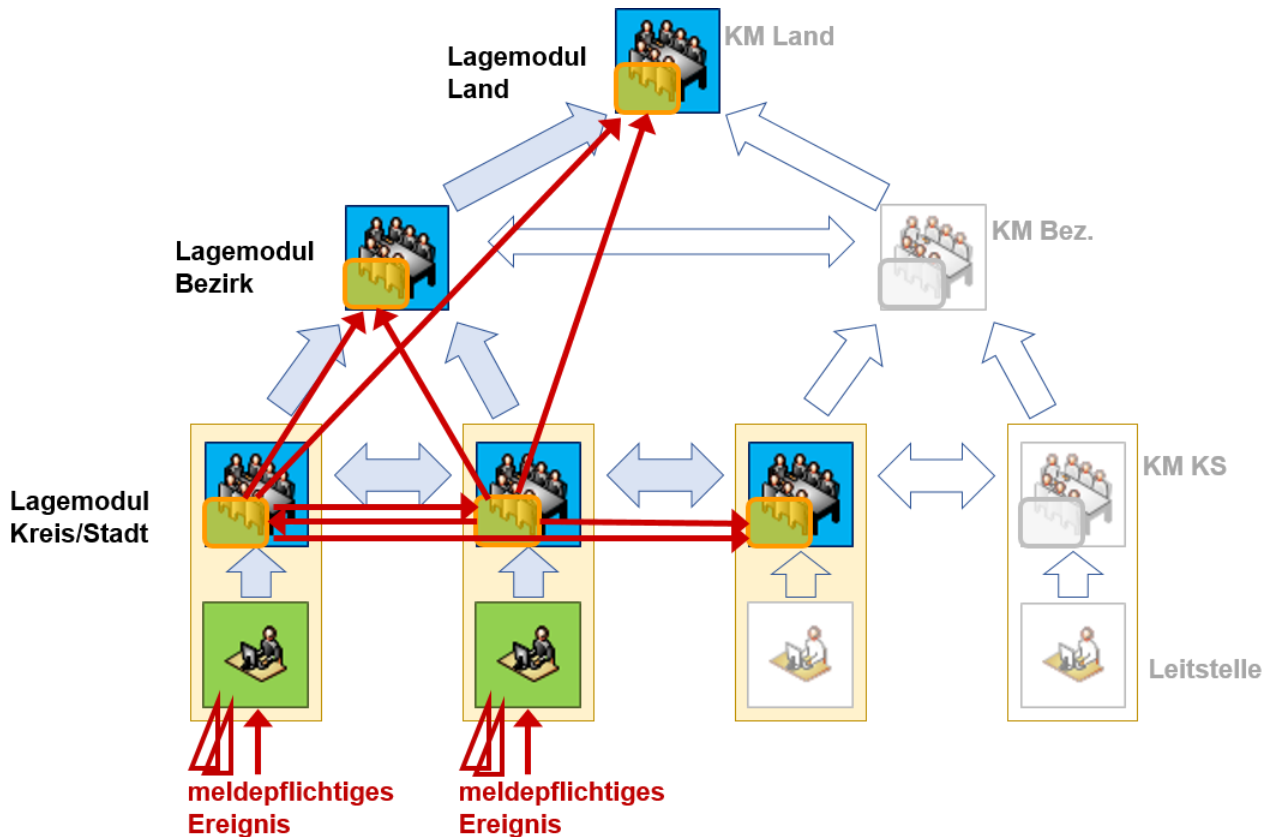 KM Land
Lagemodul
Land
Lagemodul
Bezirk
KM Bez.
KM KS
Lagemodul
Kreis/Stadt
Leitstelle
meldepflichtiges
Ereignis
meldepflichtiges
Ereignis